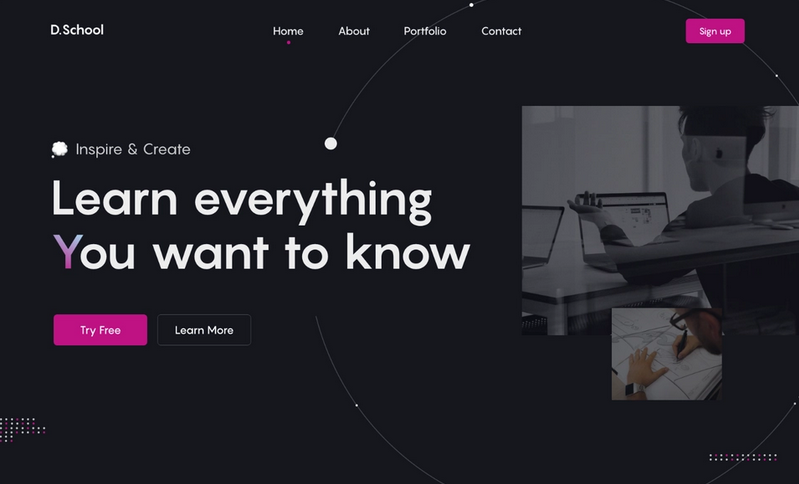 D.School
Home About Portfolio Contact
Sign up
Inspire & Create
Learn everything
You want to know
Try Free
Learn More